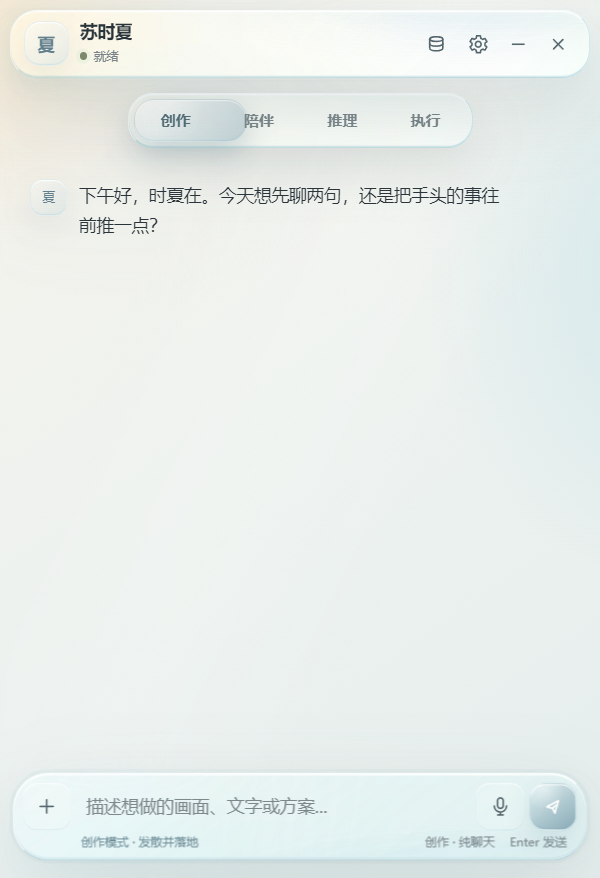 夏
苏时夏
就绪
创作
陪伴
推理
执行
夏
下午好，时夏在。今天想先聊两句，还是把手头的事往
前推一点？
描述想做的画面、文字或方案...
创作模式 · 发散并落地
创作 · 纯聊天
Enter 发送